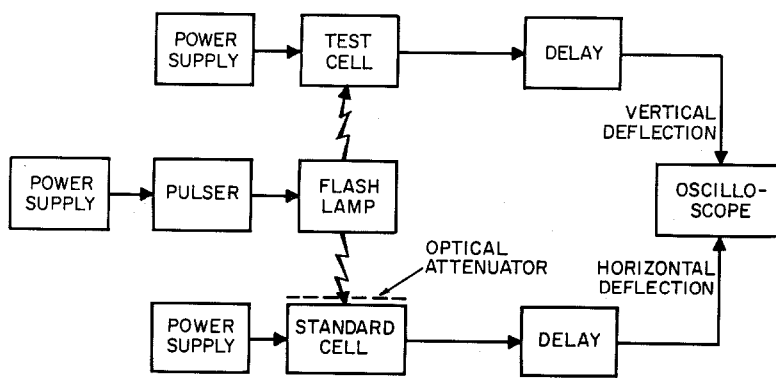 POWER
SUPPLY
TEST
CELL
DELAY
VERTICAL
DEFLECTION
POWER
SUPPLY
PULSER
FLASH
LAMP
OSCILLO-
SCOPE
OPTICAL
ATTENUATOR
HORIZONTAL
DEFLECTION
POWER
SUPPLY
STANDARD
CELL
DELAY